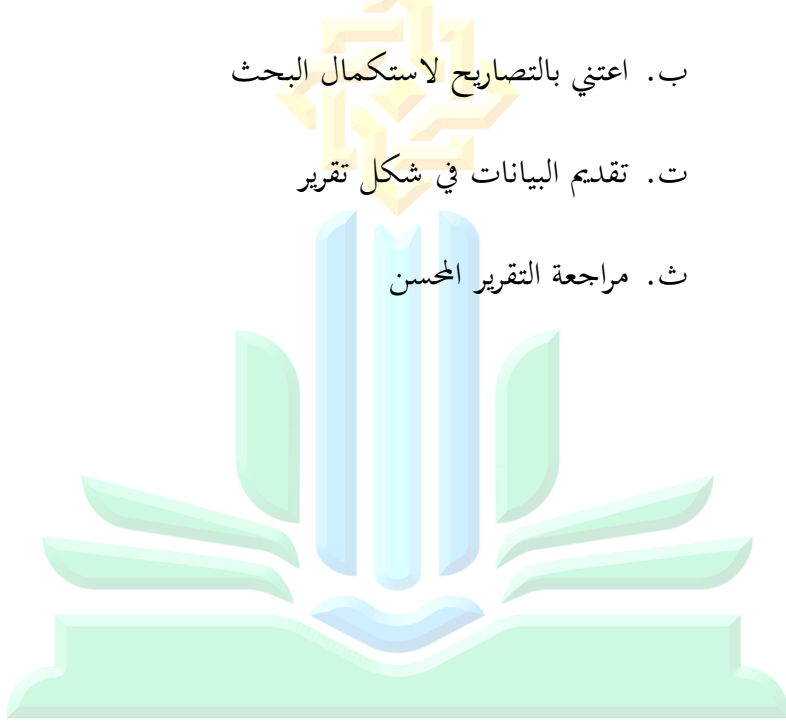 ب. اعتني بالتصاريح لاستكمال البحث
ت. تقديم البيانات في شكل تقرير
ث. مراجعة التقرير المحسن